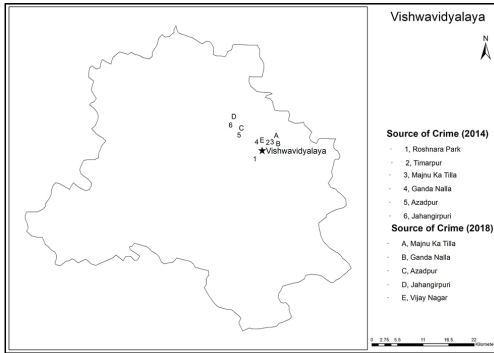 Vishwavidyalaya
N
D
6
C
5
A
4 E 2 3 B
Vishwavidyalaya
1
Source of Crime (2014)
1, Roshnara Park
2, Timarpur
3, Majnu Ka Tilla
4, Ganda Nalla
5, Azadpur
6, Jahangirpuri
Source of Crime (2018)
A, Majnu Ka Tilla
B, Ganda Nalla
C, Azadpur
D, Jahangirpuri
E, Vijay Nagar
0 2.75 5.5 11 16.5 22
Kilomete